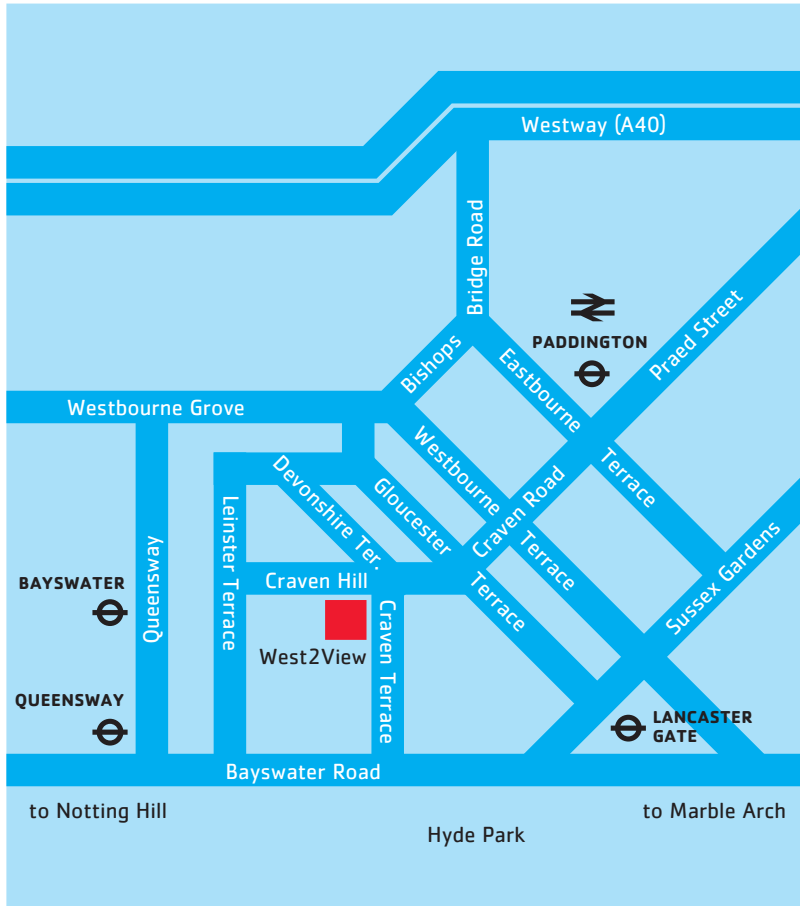 Westway (A40)
Bridge Road
PADDINGTON
Praed Street
Bishops
Eastbourne
Terrace
Westbourne Grove
Westbourne
Terrace
Devonshire Ter.
Gloucester
Terrace
Craven Road
Leinster Terrace
Queensway
Sussex Gardens
BAYSWATER
Craven Hill
Craven Terrace
West2View
QUEENSWAY
LANCASTER
GATE
Bayswater Road
to Notting Hill
to Marble Arch
Hyde Park